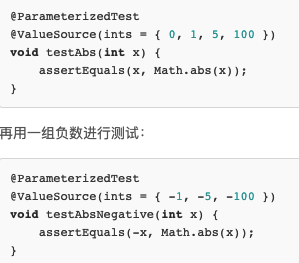 @ParameterizedTest
@ValueSource(ints = { 0, 1, 5, 100 })
void testAbs(int x) {
    assertEquals(x, Math.abs(x));
}
再用一组负数进行测试：
@ParameterizedTest
@ValueSource(ints = { -1, -5, -100 })
void testAbsNegative(int x) {
    assertEquals(-x, Math.abs(x));
}